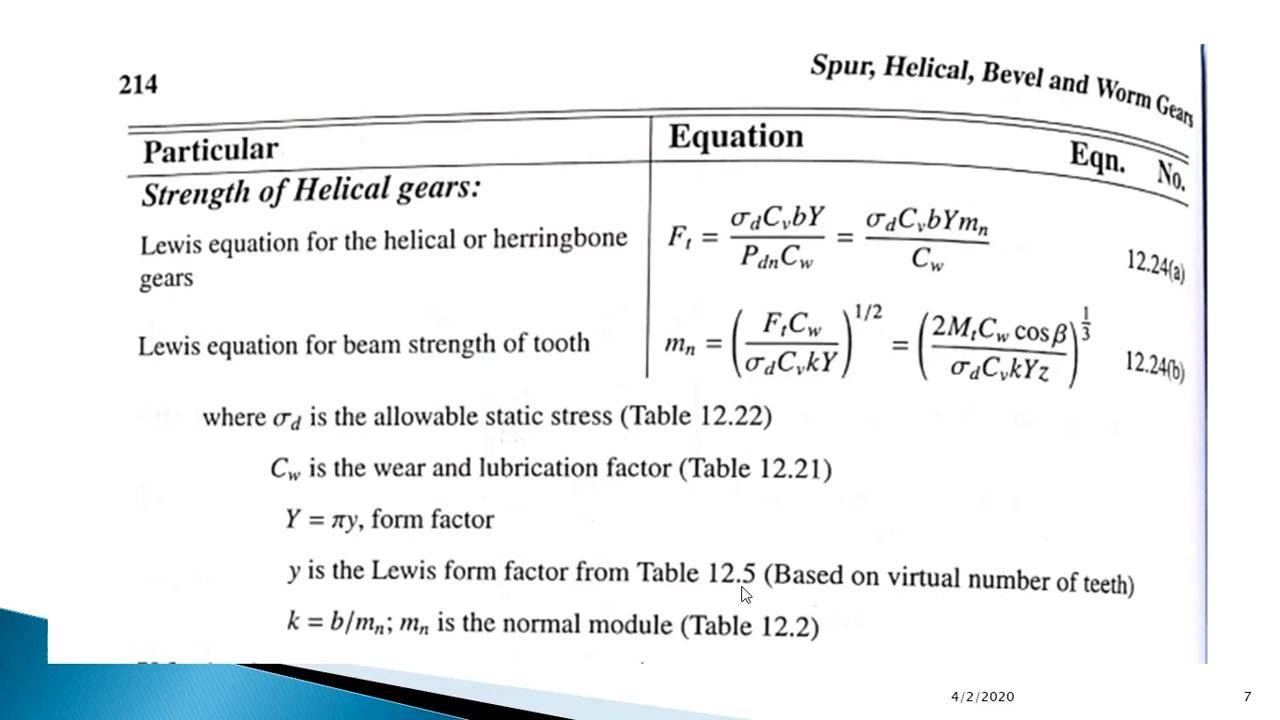 214
Spur, Helical, Bevel and Worm Gears
Particular
Equation
Eqn. No.
Strength of Helical gears:
Lewis equation for the helical or herringbone
gears
F_t = σ_d C_v bY / P_dn C_w = σ_d C_v bYm_n / C_w
12.24(a)
Lewis equation for beam strength of tooth
m_n = (F_t C_w / σ_d C_v kY)^1/2 = (2M_t C_w cos β / σ_d C_v kYz)^1/3
12.24(b)
where σ_d is the allowable static stress (Table 12.22)
C_w is the wear and lubrication factor (Table 12.21)
Y = πy, form factor
y is the Lewis form factor from Table 12.5 (Based on virtual number of teeth)
k = b/m_n; m_n is the normal module (Table 12.2)
4/2/2020
7